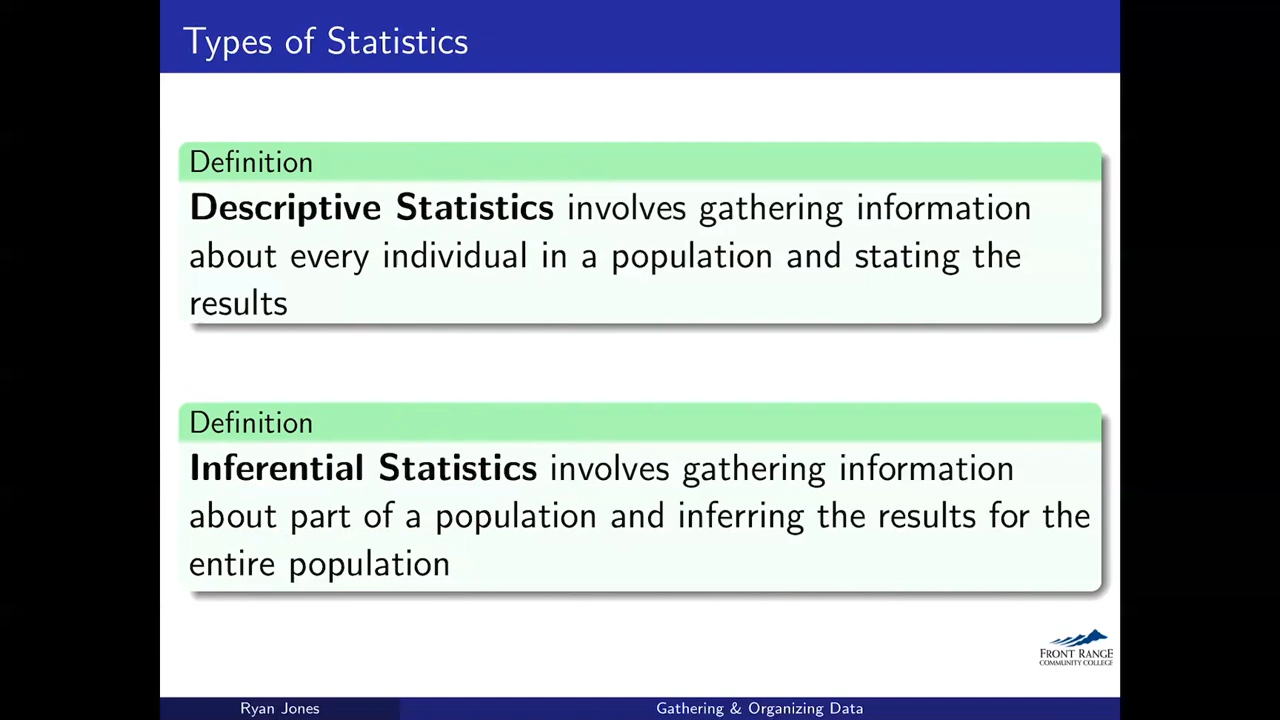 Types of Statistics
Definition
Descriptive Statistics involves gathering information
about every individual in a population and stating the
results
Definition
Inferential Statistics involves gathering information
about part of a population and inferring the results for the
entire population
FRONT RANGE
COMMUNITY COLLEGE
Ryan Jones
Gathering & Organizing Data